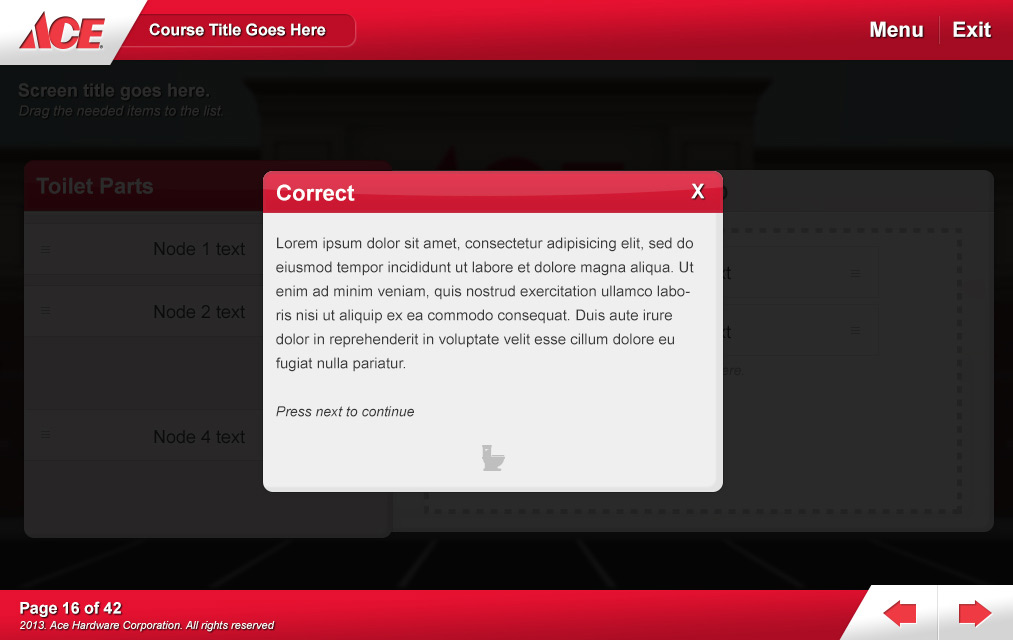 ACE
Course Title Goes Here
Menu
Exit
Screen title goes here.
Drag the needed items to the list.
Toilet Parts
Node 1 text
Node 2 text
Node 4 text
Correct
X
Lorem ipsum dolor sit amet, consectetur adipisicing elit, sed do
eiusmod tempor incididunt ut labore et dolore magna aliqua. Ut
enim ad minim veniam, quis nostrud exercitation ullamco labo-
ris nisi ut aliquip ex ea commodo consequat. Duis aute irure
dolor in reprehenderit in voluptate velit esse cillum dolore eu
fugiat nulla pariatur.
Press next to continue
Page 16 of 42
2013. Ace Hardware Corporation. All rights reserved